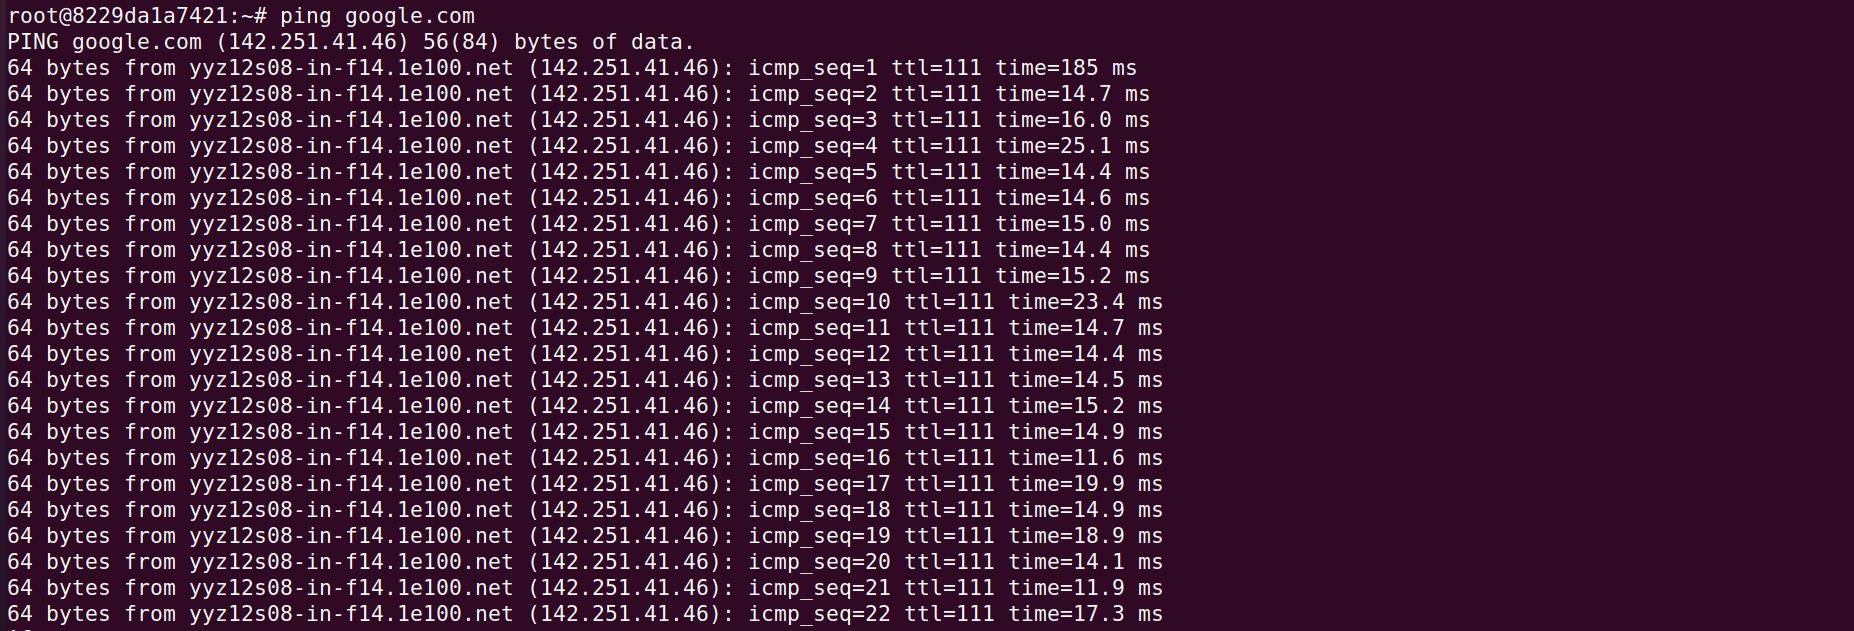 root@8229da1a7421:~# ping google.com
PING google.com (142.251.41.46) 56(84) bytes of data.
64 bytes from yyz12s08-in-f14.1e100.net (142.251.41.46): icmp_seq=1 ttl=111 time=185 ms
64 bytes from yyz12s08-in-f14.1e100.net (142.251.41.46): icmp_seq=2 ttl=111 time=14.7 ms
64 bytes from yyz12s08-in-f14.1e100.net (142.251.41.46): icmp_seq=3 ttl=111 time=16.0 ms
64 bytes from yyz12s08-in-f14.1e100.net (142.251.41.46): icmp_seq=4 ttl=111 time=25.1 ms
64 bytes from yyz12s08-in-f14.1e100.net (142.251.41.46): icmp_seq=5 ttl=111 time=14.4 ms
64 bytes from yyz12s08-in-f14.1e100.net (142.251.41.46): icmp_seq=6 ttl=111 time=14.6 ms
64 bytes from yyz12s08-in-f14.1e100.net (142.251.41.46): icmp_seq=7 ttl=111 time=15.0 ms
64 bytes from yyz12s08-in-f14.1e100.net (142.251.41.46): icmp_seq=8 ttl=111 time=14.4 ms
64 bytes from yyz12s08-in-f14.1e100.net (142.251.41.46): icmp_seq=9 ttl=111 time=15.2 ms
64 bytes from yyz12s08-in-f14.1e100.net (142.251.41.46): icmp_seq=10 ttl=111 time=23.4 ms
64 bytes from yyz12s08-in-f14.1e100.net (142.251.41.46): icmp_seq=11 ttl=111 time=14.7 ms
64 bytes from yyz12s08-in-f14.1e100.net (142.251.41.46): icmp_seq=12 ttl=111 time=14.4 ms
64 bytes from yyz12s08-in-f14.1e100.net (142.251.41.46): icmp_seq=13 ttl=111 time=14.5 ms
64 bytes from yyz12s08-in-f14.1e100.net (142.251.41.46): icmp_seq=14 ttl=111 time=15.2 ms
64 bytes from yyz12s08-in-f14.1e100.net (142.251.41.46): icmp_seq=15 ttl=111 time=14.9 ms
64 bytes from yyz12s08-in-f14.1e100.net (142.251.41.46): icmp_seq=16 ttl=111 time=11.6 ms
64 bytes from yyz12s08-in-f14.1e100.net (142.251.41.46): icmp_seq=17 ttl=111 time=19.9 ms
64 bytes from yyz12s08-in-f14.1e100.net (142.251.41.46): icmp_seq=18 ttl=111 time=14.9 ms
64 bytes from yyz12s08-in-f14.1e100.net (142.251.41.46): icmp_seq=19 ttl=111 time=18.9 ms
64 bytes from yyz12s08-in-f14.1e100.net (142.251.41.46): icmp_seq=20 ttl=111 time=14.1 ms
64 bytes from yyz12s08-in-f14.1e100.net (142.251.41.46): icmp_seq=21 ttl=111 time=11.9 ms
64 bytes from yyz12s08-in-f14.1e100.net (142.251.41.46): icmp_seq=22 ttl=111 time=17.3 ms